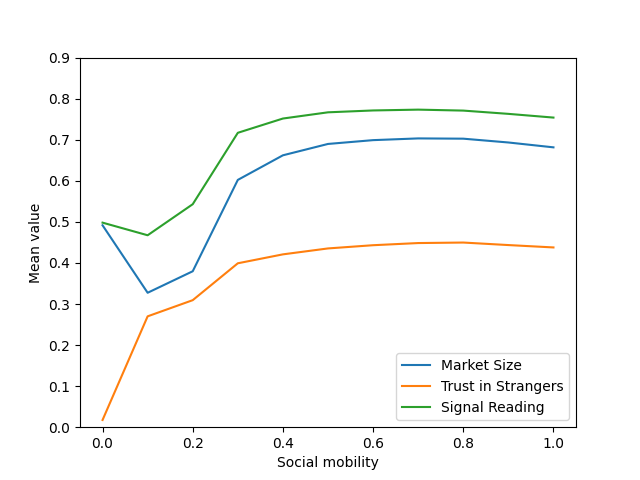 0.9
0.8
0.7
0.6
0.5
0.4
0.3
0.2
0.1
0.0
Mean value
Market Size
Trust in Strangers
Signal Reading
0.0 0.2 0.4 0.6 0.8 1.0
Social mobility